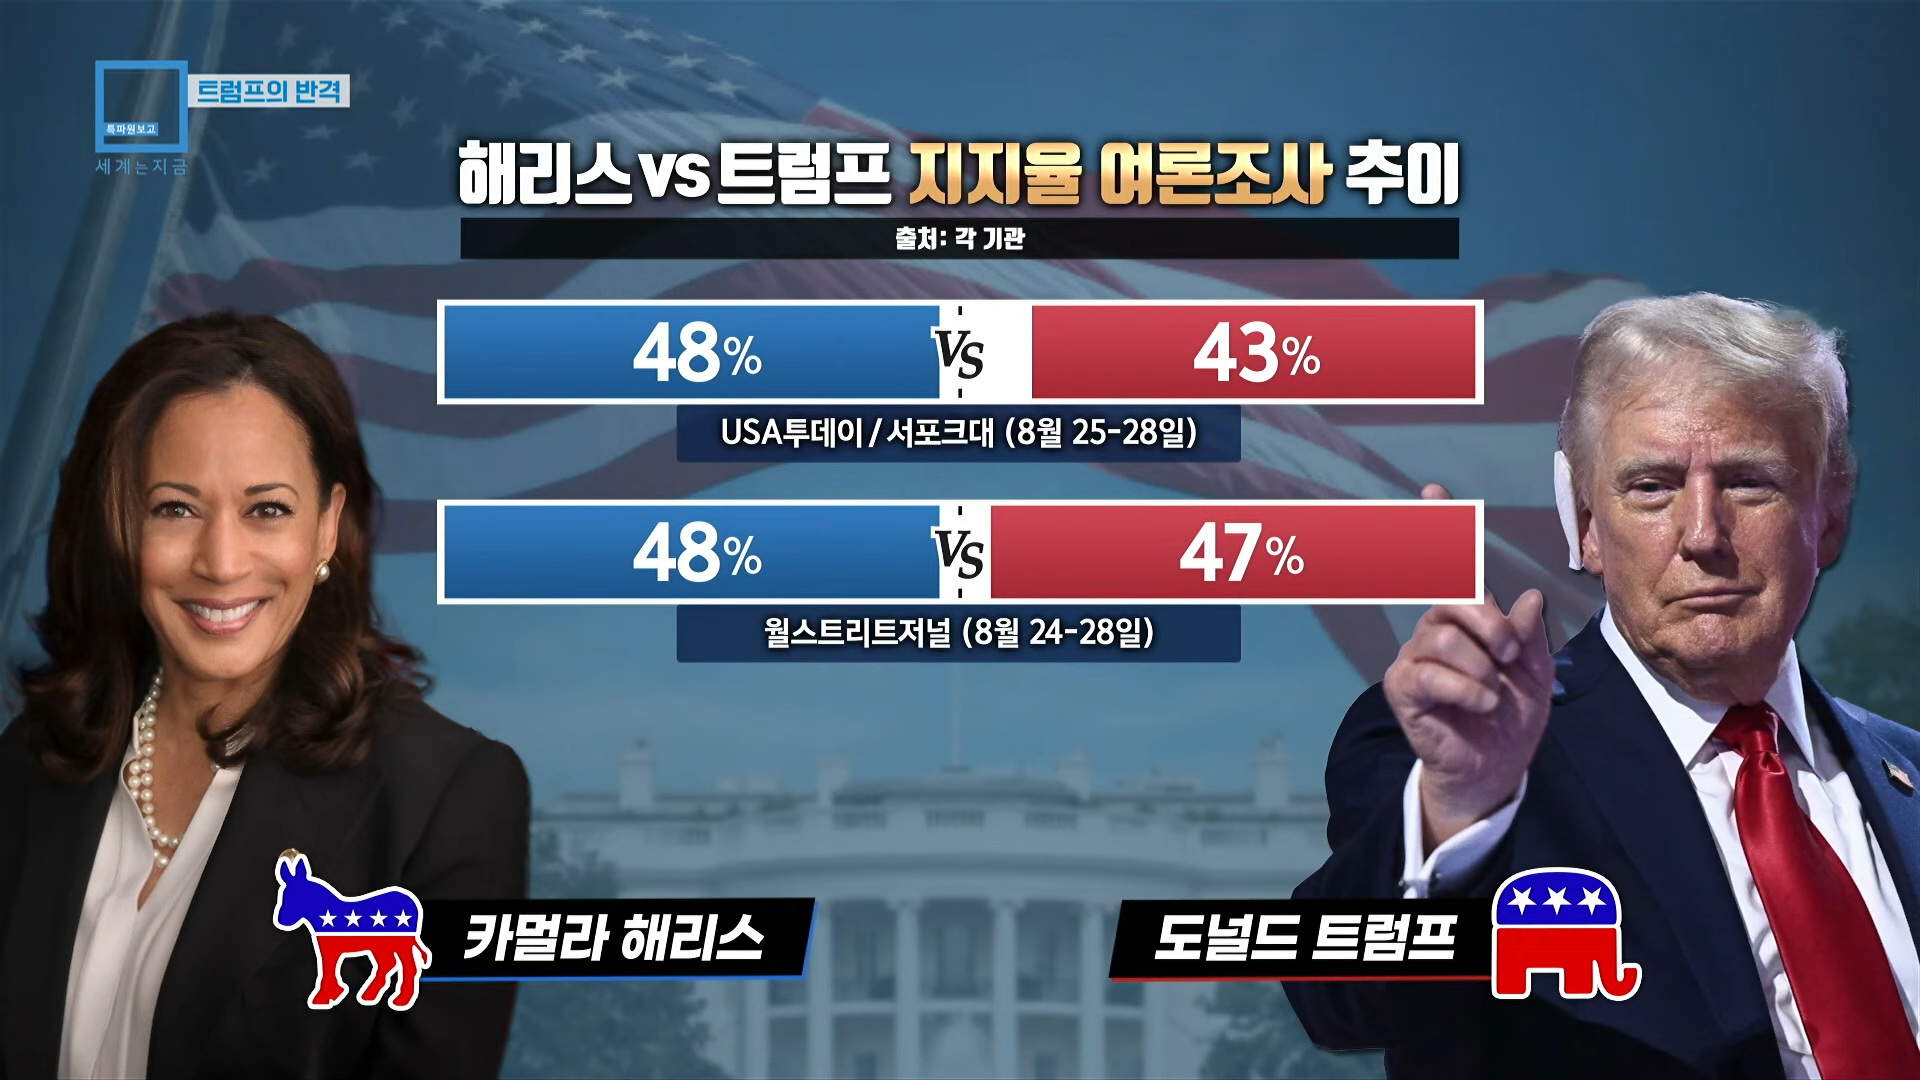 트럼프의 반격
특파원보고
세계는지금
해리스 vs 트럼프 지지율 여론조사 추이
출처: 각 기관
48% VS 43%
USA투데이/서포크대 (8월 25-28일)
48% VS 47%
월스트리트저널 (8월 24-28일)
카멀라 해리스
도널드 트럼프